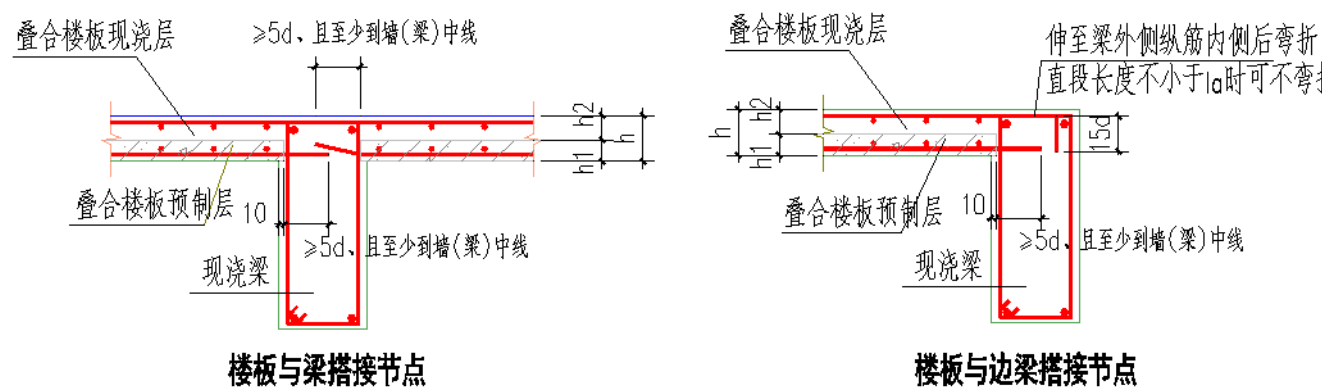 叠合楼板现浇层
≥5d、且至少到墙(梁)中线
h2
h
h1
叠合楼板预制层
10
≥5d、且至少到墙(梁)中线
现浇梁
楼板与梁搭接节点
叠合楼板现浇层
伸至梁外侧纵筋内侧后弯折
直段长度不小于la时可不弯折
h
h2
h1
15d
叠合楼板预制层
10
≥5d、且至少到墙(梁)中线
现浇梁
楼板与边梁搭接节点